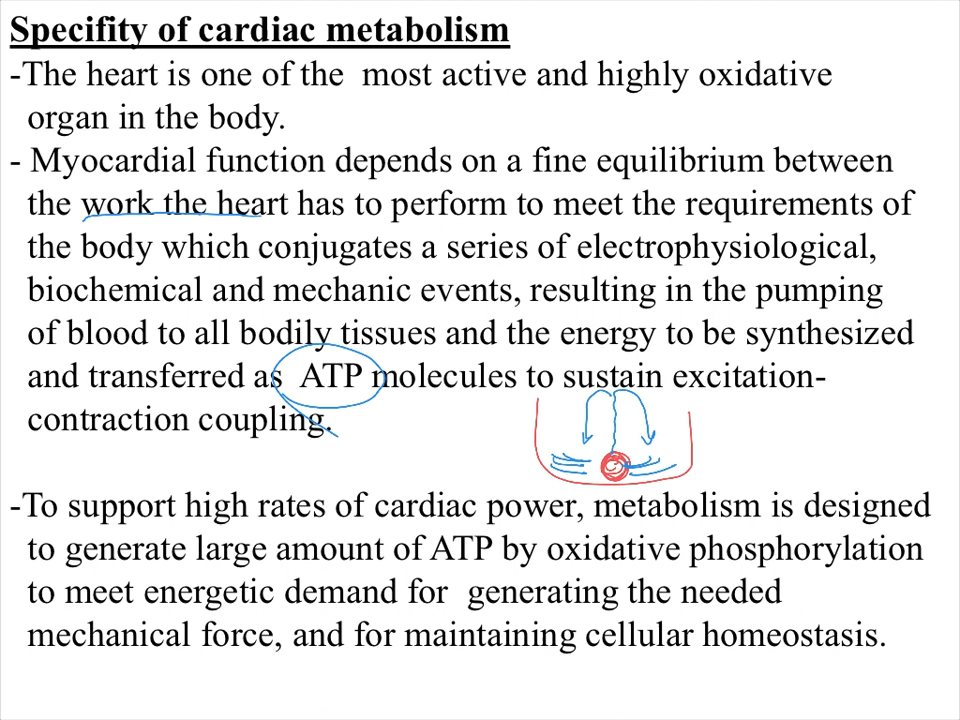 Specifity of cardiac metabolism
-The heart is one of the  most active and highly oxidative
organ in the body.
- Myocardial function depends on a fine equilibrium between
the work the heart has to perform to meet the requirements of
the body which conjugates a series of electrophysiological,
biochemical and mechanic events, resulting in the pumping
of blood to all bodily tissues and the energy to be synthesized
and transferred as  ATP molecules to sustain excitation-
contraction coupling.
-To support high rates of cardiac power, metabolism is designed
to generate large amount of ATP by oxidative phosphorylation
to meet energetic demand for  generating the needed
mechanical force, and for maintaining cellular homeostasis.